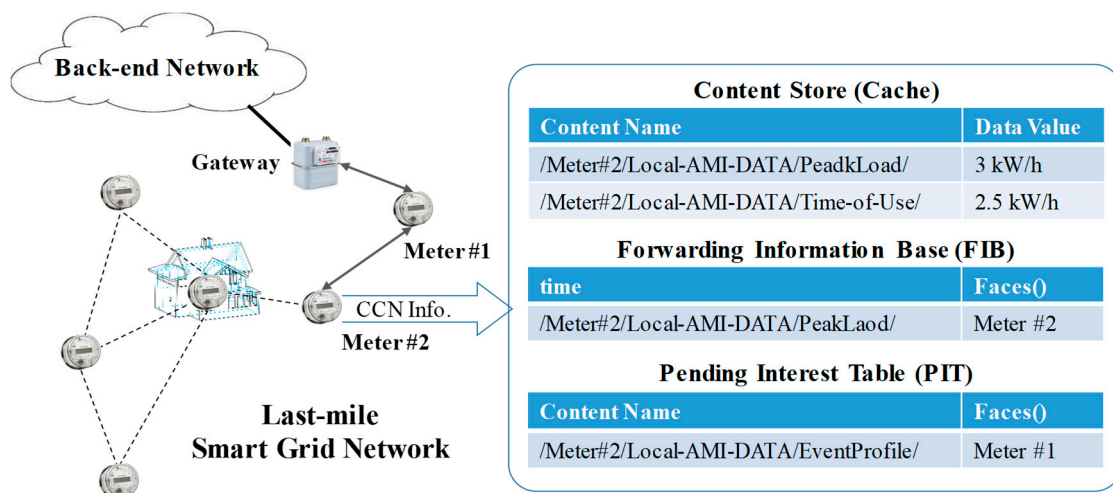 Back-end Network
Gateway
Meter #1
CCN Info.
Meter #2
Last-mile
Smart Grid Network
Content Store (Cache)
Content Name Data Value
/Meter#2/Local-AMI-DATA/PeadkLoad/ 3 kW/h
/Meter#2/Local-AMI-DATA/Time-of-Use/ 2.5 kW/h
Forwarding Information Base (FIB)
time Faces()
/Meter#2/Local-AMI-DATA/PeakLaod/ Meter #2
Pending Interest Table (PIT)
Content Name Faces()
/Meter#2/Local-AMI-DATA/EventProfile/ Meter #1